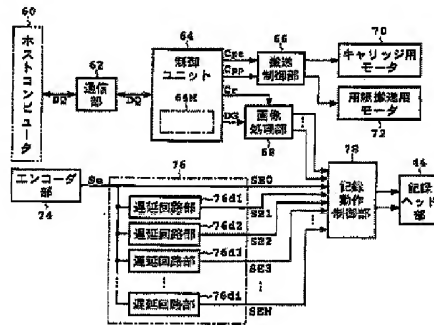 60
ホストコンピュータ
62
通信部
DQ
DQ
64
制御
ユニット
64M
Cpc
Cpp
Cr
DG
66
搬送
制御部
70
キャリッジ用
モータ
用紙搬送用モータ
72
画像
処理部
68
エンコーダ部
74
Sm
76
遅延回路部
76d1
遅延回路部
76d2
遅延回路部
76d3
遅延回路部
76di
SE0
SE1
SE2
SE3
SEN
78
記録
動作
制御部
44
記録
ヘッド部